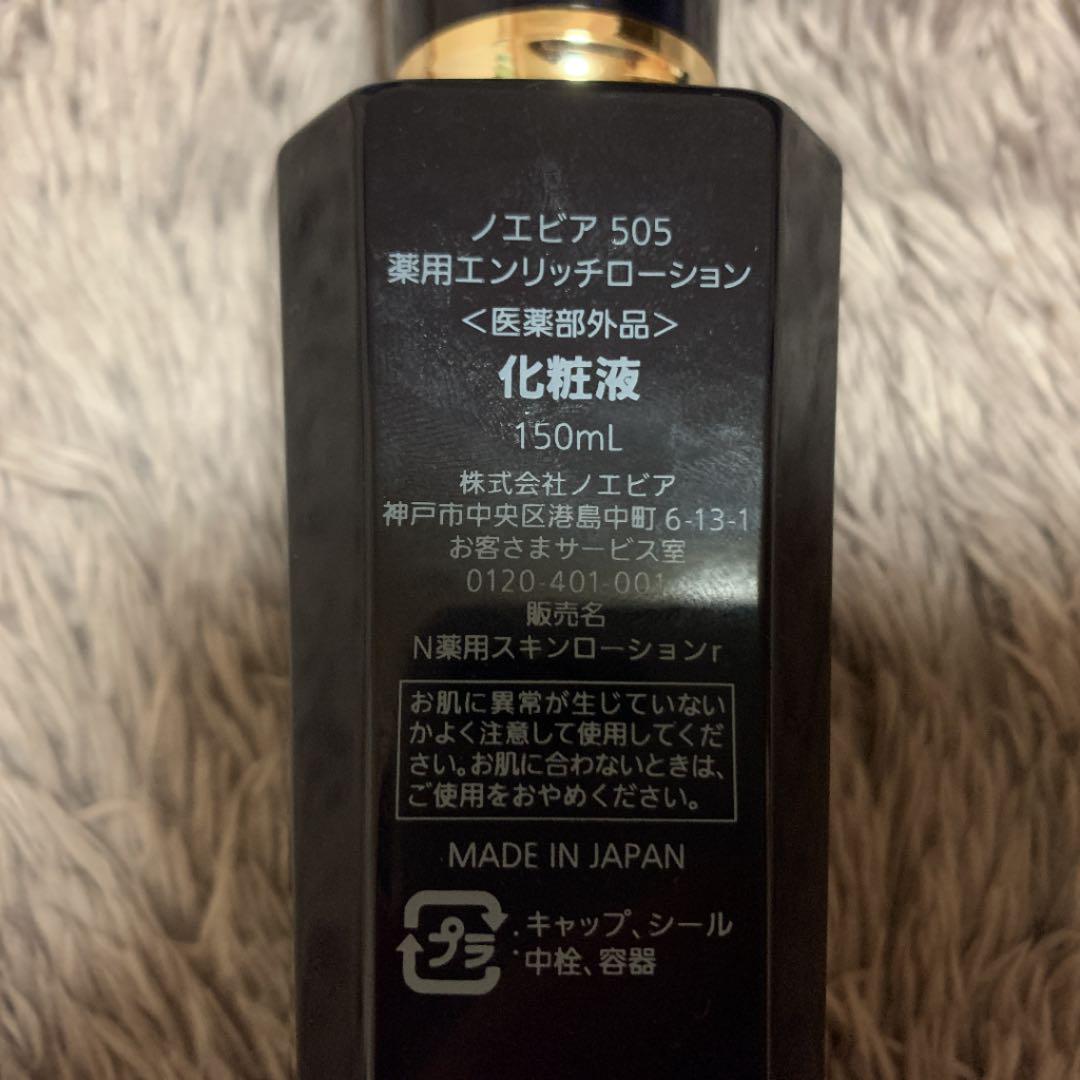 ノエビア 505
薬用エンリッチローション
<医薬部外品>
化粧液
150mL
株式会社ノエビア
神戸市中央区港島中町 6-13-1
お客さまサービス室
0120-401-001
販売名
N薬用スキンローションr
お肌に異常が生じていない
かよく注意して使用してくだ
さい。お肌に合わないときは、
ご使用をおやめください。
MADE IN JAPAN
プラ
:キャップ、シール
:中栓、容器